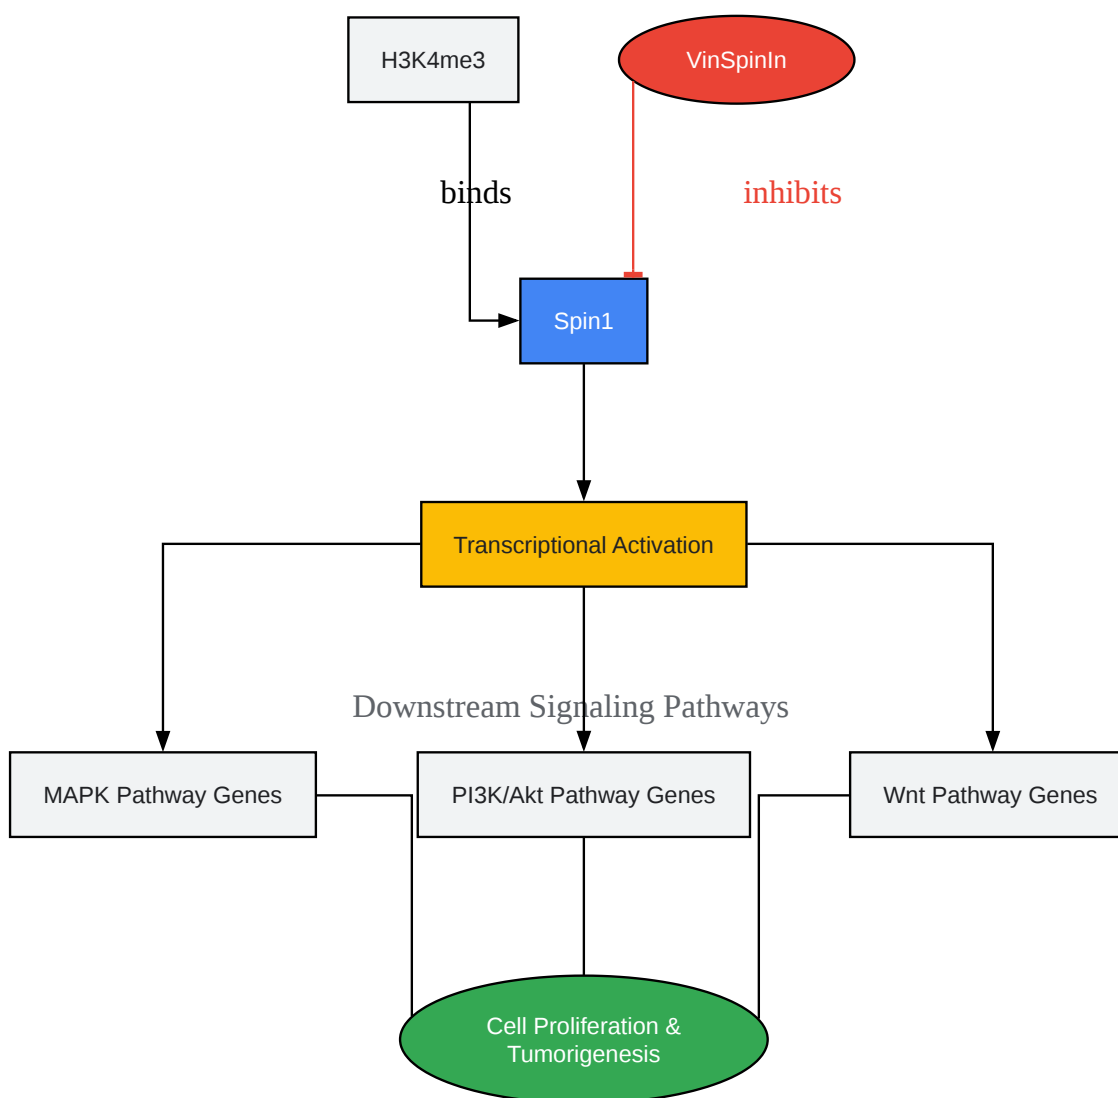 H3K4me3
VinSpinIn
binds
inhibits
Spin1
Transcriptional Activation
Downstream Signaling Pathways
MAPK Pathway Genes
PI3K/Akt Pathway Genes
Wnt Pathway Genes
Cell Proliferation &
Tumorigenesis